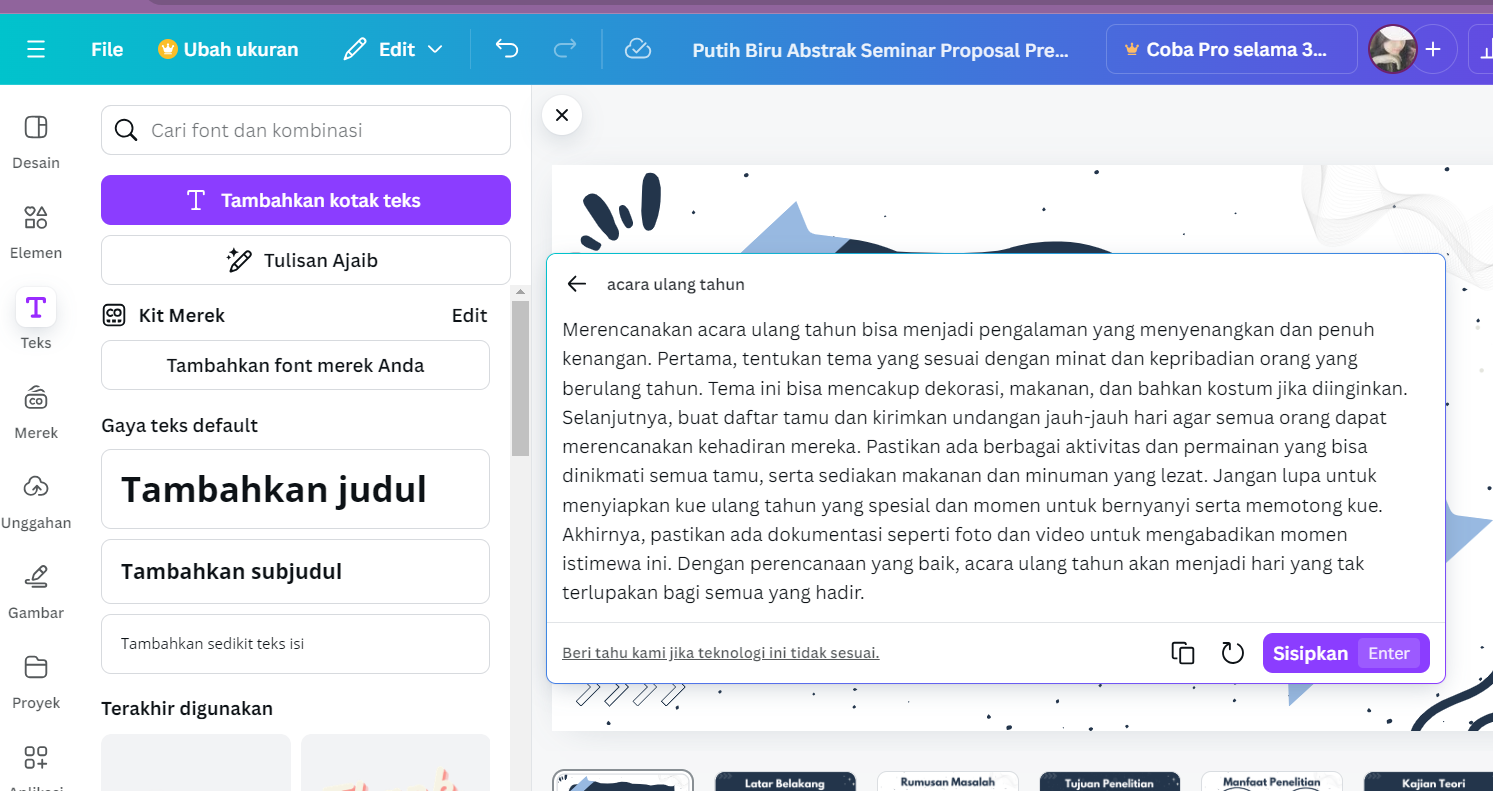 File
Ubah ukuran
Edit
Putih Biru Abstrak Seminar Proposal Pre...
Coba Pro selama 3...
Desain
Elemen
Teks
Merek
Unggahan
Gambar
Proyek
Cari font dan kombinasi
Tambahkan kotak teks
Tulisan Ajaib
Kit Merek
Edit
Tambahkan font merek Anda
Gaya teks default
Tambahkan judul
Tambahkan subjudul
Tambahkan sedikit teks isi
Terakhir digunakan
acara ulang tahun
Merencanakan acara ulang tahun bisa menjadi pengalaman yang menyenangkan dan penuh
kenangan. Pertama, tentukan tema yang sesuai dengan minat dan kepribadian orang yang
berulang tahun. Tema ini bisa mencakup dekorasi, makanan, dan bahkan kostum jika diinginkan.
Selanjutnya, buat daftar tamu dan kirimkan undangan jauh-jauh hari agar semua orang dapat
merencanakan kehadiran mereka. Pastikan ada berbagai aktivitas dan permainan yang bisa
dinikmati semua tamu, serta sediakan makanan dan minuman yang lezat. Jangan lupa untuk
menyiapkan kue ulang tahun yang spesial dan momen untuk bernyanyi serta memotong kue.
Akhirnya, pastikan ada dokumentasi seperti foto dan video untuk mengabadikan momen
istimewa ini. Dengan perencanaan yang baik, acara ulang tahun akan menjadi hari yang tak
terlupakan bagi semua yang hadir.
Beri tahu kami jika teknologi ini tidak sesuai.
Sisipkan
Enter
Latar Belakang
Rumusan Masalah
Tujuan Penelitian
Manfaat Penelitian
Kajian Teori